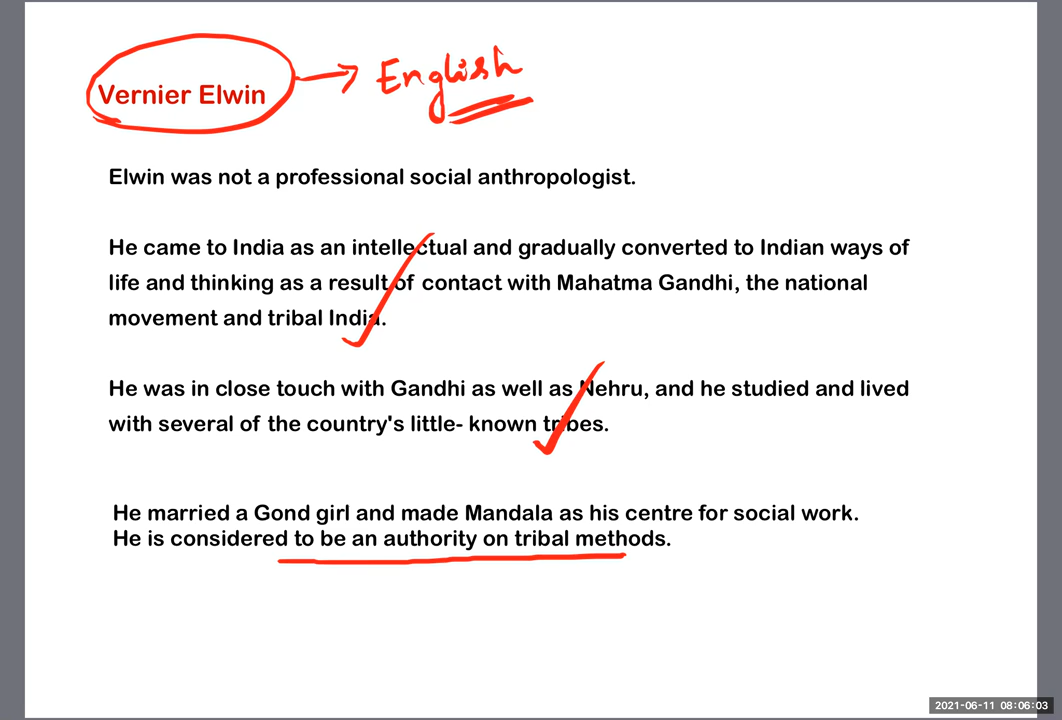 Vernier Elwin → English
Elwin was not a professional social anthropologist.
He came to India as an intellectual and gradually converted to Indian ways of
life and thinking as a result of contact with Mahatma Gandhi, the national
movement and tribal India.
He was in close touch with Gandhi as well as Nehru, and he studied and lived
with several of the country's little- known tribes.
He married a Gond girl and made Mandala as his centre for social work.
He is considered to be an authority on tribal methods.
2021-06-11 08:06:03